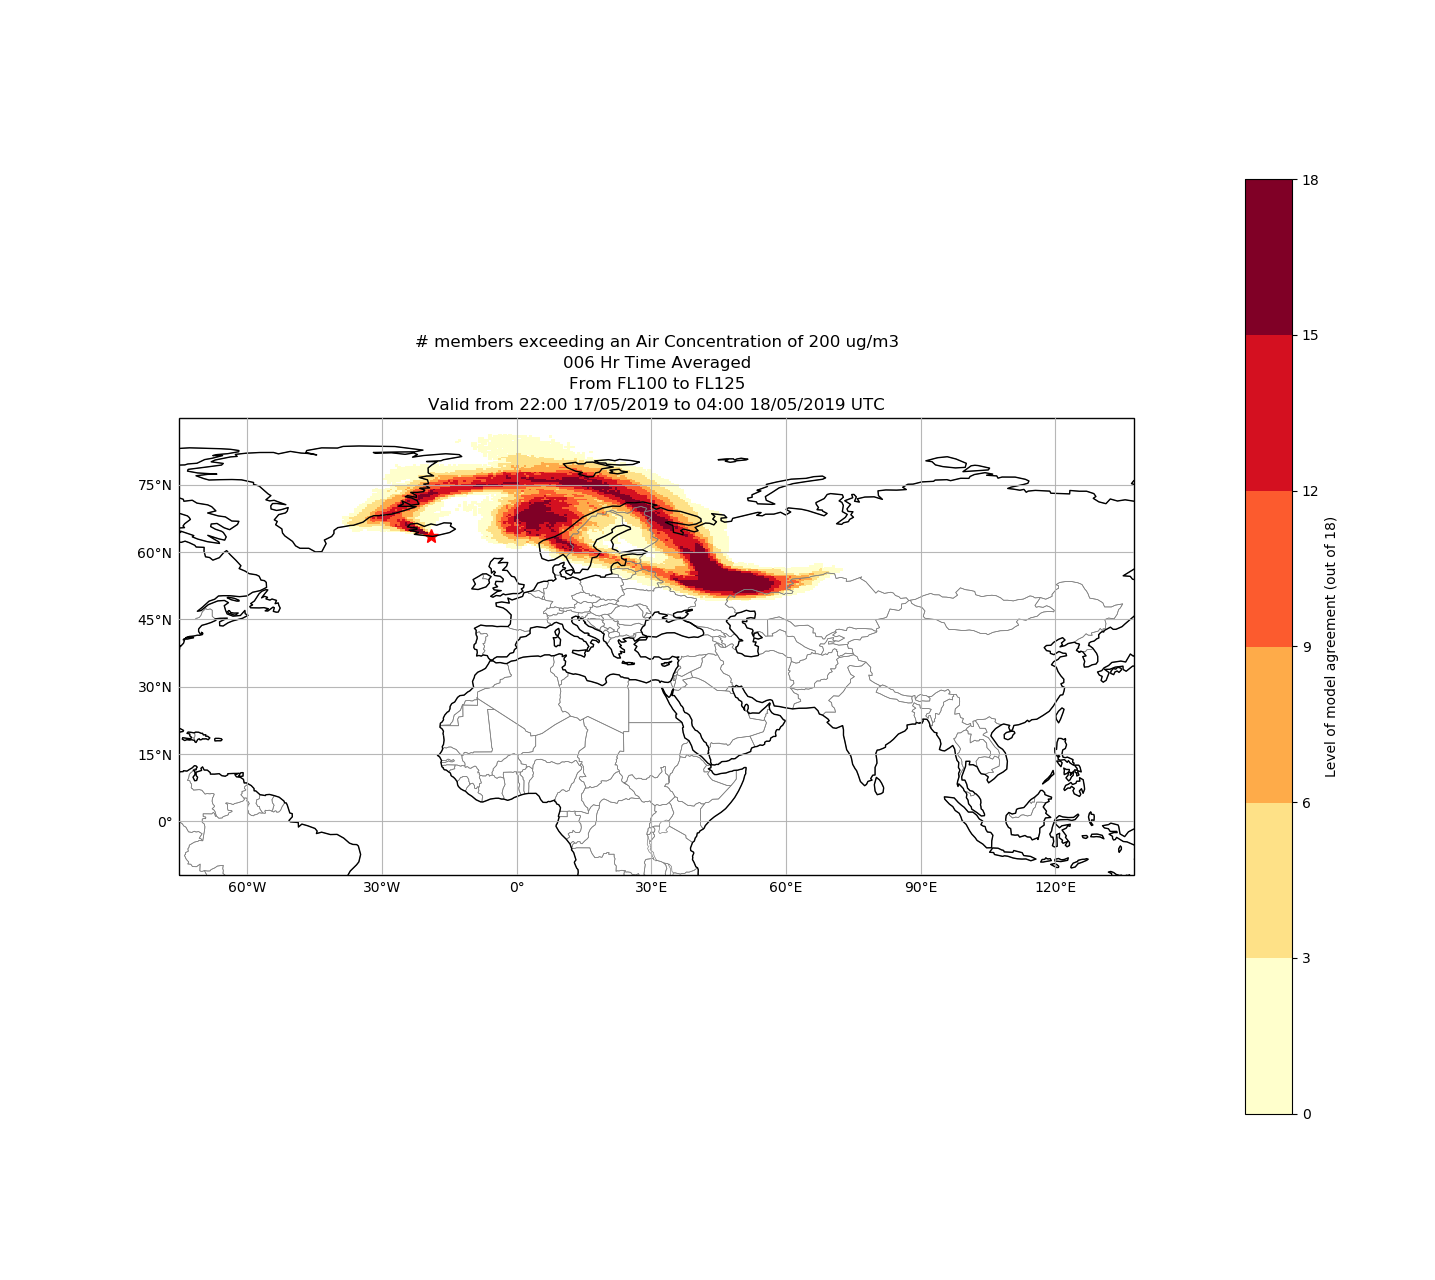 # members exceeding an Air Concentration of 200 ug/m3
006 Hr Time Averaged
From FL100 to FL125
Valid from 22:00 17/05/2019 to 04:00 18/05/2019 UTC
75°N
60°N
45°N
30°N
15°N
0°
60°W
30°W
0°
30°E
60°E
90°E
120°E
18
15
12
9
6
3
0
Level of model agreement (out of 18)